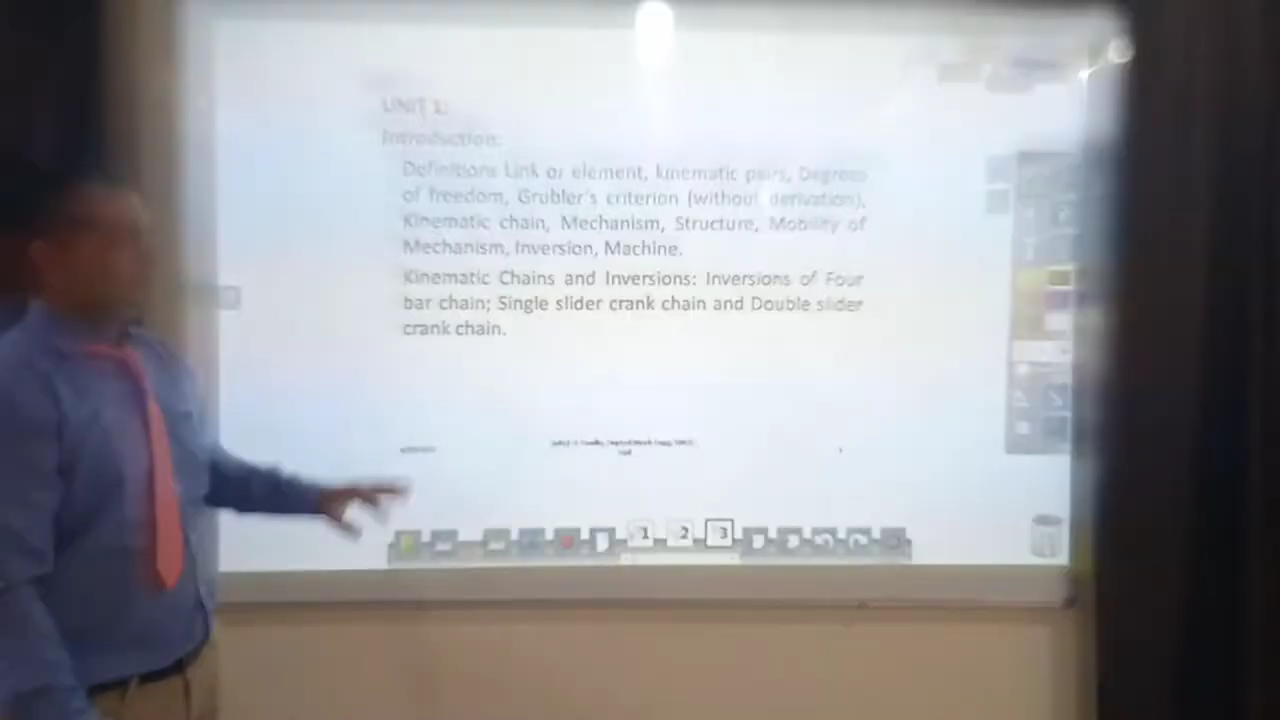 UNIT 1:
Introduction:
Definitions Link or element, kinematic pairs, Degrees
of freedom, Grubler's criterion (without derivation),
Kinematic chain, Mechanism, Structure, Mobility of
Mechanism, Inversion, Machine.
Kinematic Chains and Inversions: Inversions of Four
bar chain; Single slider crank chain and Double slider
crank chain.
1 2 3